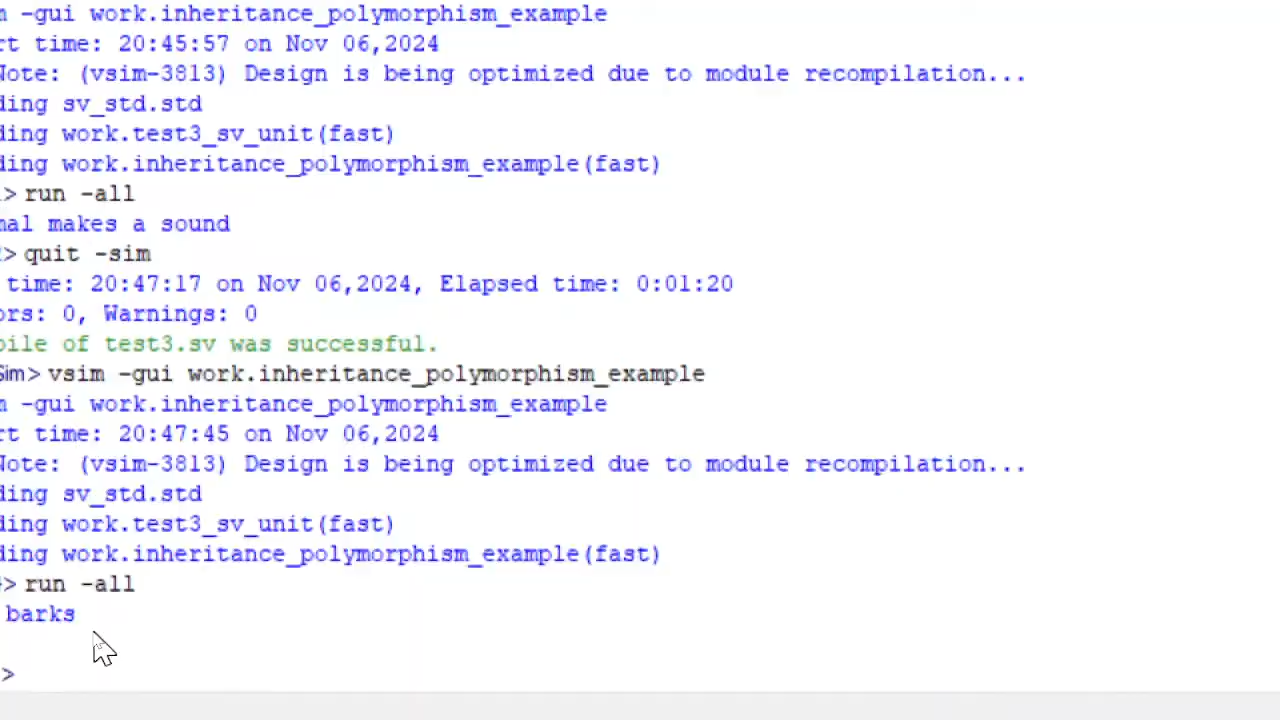 m -gui work.inheritance_polymorphism_example
rt time: 20:45:57 on Nov 06,2024
Note: (vsim-3813) Design is being optimized due to module recompilation...
ding sv_std.std
ding work.test3_sv_unit(fast)
ding work.inheritance_polymorphism_example(fast)
> run -all
mal makes a sound
> quit -sim
time: 20:47:17 on Nov 06,2024, Elapsed time: 0:01:20
ors: 0, Warnings: 0
pile of test3.sv was successful.
Sim> vsim -gui work.inheritance_polymorphism_example
m -gui work.inheritance_polymorphism_example
rt time: 20:47:45 on Nov 06,2024
Note: (vsim-3813) Design is being optimized due to module recompilation...
ding sv_std.std
ding work.test3_sv_unit(fast)
ding work.inheritance_polymorphism_example(fast)
> run -all
barks
>